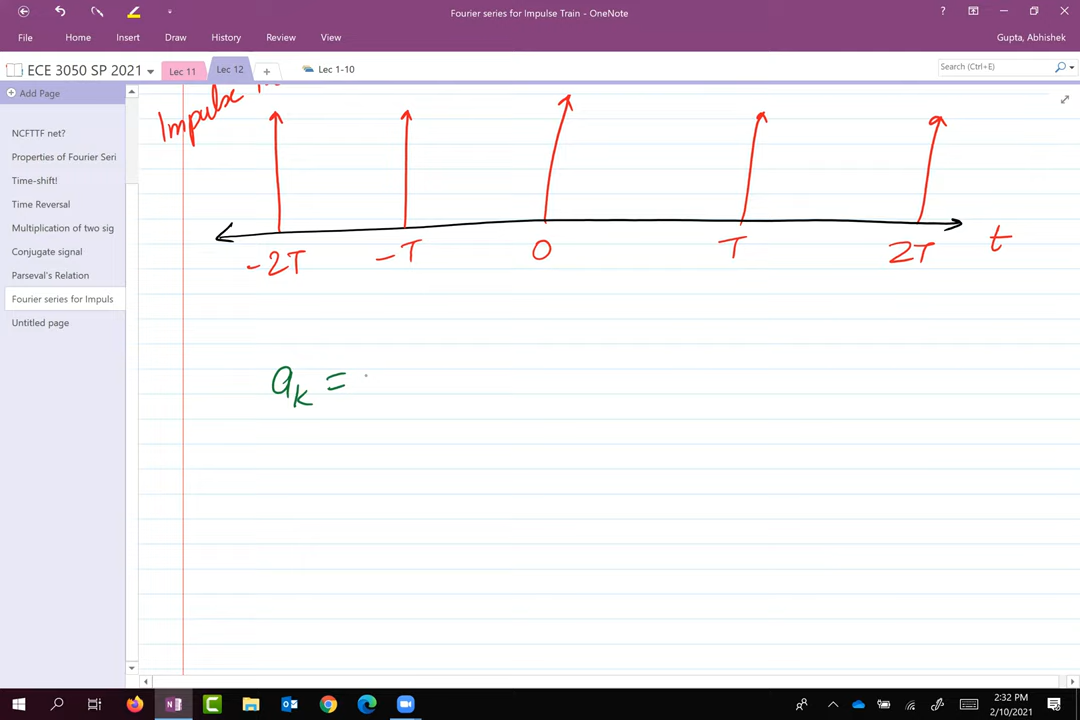 Fourier series for Impulse Train - OneNote
?
File Home Insert Draw History Review View
Gupta, Abhishek
ECE 3050 SP 2021
Lec 11
Lec 12
+
Lec 1-10
Search (Ctrl+E)
Add Page
NCFTTF net?
Properties of Fourier Seri
Time-shift!
Time Reversal
Multiplication of two sig
Conjugate signal
Parseval's Relation
Fourier series for Impuls
Untitled page
Impulse
-2T -T 0 T 2T t
a_k =
2:32 PM
2/10/2021